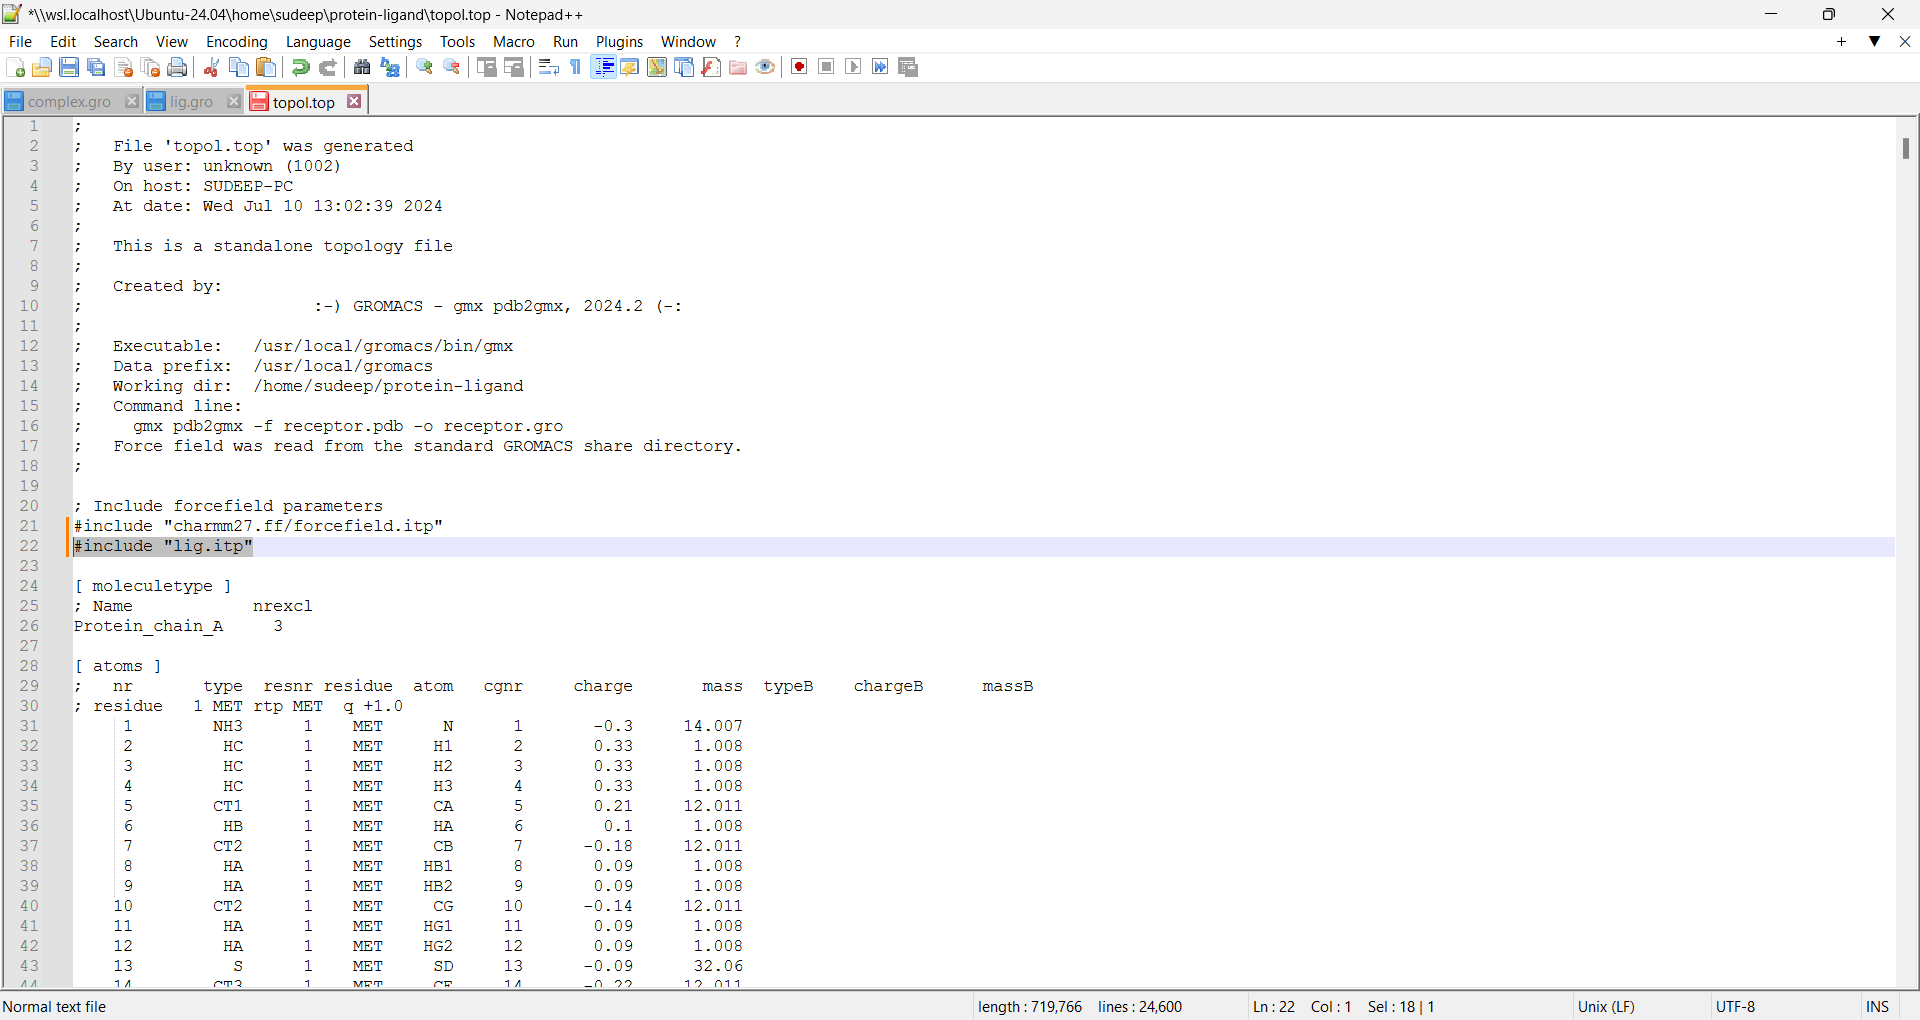 *\\wsl.localhost\Ubuntu-24.04\home\sudeep\protein-ligand\topol.top - Notepad++
File Edit Search View Encoding Language Settings Tools Macro Run Plugins Window ?
complex.gro lig.gro topol.top
1 ;
2 ; File 'topol.top' was generated
3 ; By user: unknown (1002)
4 ; On host: SUDEEP-PC
5 ; At date: Wed Jul 10 13:02:39 2024
6 ;
7 ; This is a standalone topology file
8 ;
9 ; Created by:
10 ; :-) GROMACS - gmx pdb2gmx, 2024.2 (-:
11 ;
12 ; Executable: /usr/local/gromacs/bin/gmx
13 ; Data prefix: /usr/local/gromacs
14 ; Working dir: /home/sudeep/protein-ligand
15 ; Command line:
16 ; gmx pdb2gmx -f receptor.pdb -o receptor.gro
17 ; Force field was read from the standard GROMACS share directory.
18 ;
19
20 ; Include forcefield parameters
21 #include "charmm27.ff/forcefield.itp"
22 #include "lig.itp"
23
24 [ moleculetype ]
25 ; Name nrexcl
26 Protein_chain_A 3
27
28 [ atoms ]
29 ; nr type resnr residue atom cgnr charge mass typeB chargeB massB
30 ; residue 1 MET rtp MET q +1.0
31 1 NH3 1 MET N 1 -0.3 14.007
32 2 HC 1 MET H1 2 0.33 1.008
33 3 HC 1 MET H2 3 0.33 1.008
34 4 HC 1 MET H3 4 0.33 1.008
35 5 CT1 1 MET CA 5 0.21 12.011
36 6 HB 1 MET HA 6 0.1 1.008
37 7 CT2 1 MET CB 7 -0.18 12.011
38 8 HA 1 MET HB1 8 0.09 1.008
39 9 HA 1 MET HB2 9 0.09 1.008
40 10 CT2 1 MET CG 10 -0.14 12.011
41 11 HA 1 MET HG1 11 0.09 1.008
42 12 HA 1 MET HG2 12 0.09 1.008
43 13 S 1 MET SD 13 -0.09 32.06
44 14 CT3 1 MET CE 14 -0.22 12.011
Normal text file length : 719,766 lines : 24,600 Ln : 22 Col : 1 Sel : 18 | 1 Unix (LF) UTF-8 INS